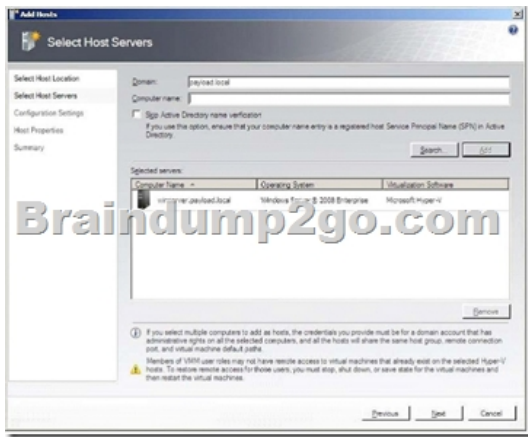 Add Hosts
Select Host Servers
Select Host Location
Select Host Servers
Configuration Settings
Host Properties
Summary
Domain: payload.local
Computer name:
Skip Active Directory name verification
If you use this option, ensure that your computer name entry is a registered host Service Principal Name (SPN) in Active
Directory.
Search... Add
Selected servers:
Computer Name Operating System Virtualization Software
payload.local Windows 2008 Enterprise Microsoft Hyper-V
Braindump2go.com
Remove
If you select multiple computers to add as hosts, the credentials you provide must be for a domain account that has
administrative rights on all the selected computers, and all the hosts will share the same host group, remote connection
port, and virtual machine default paths.
Members of VMM user roles may not have remote access to virtual machines that already exist on the selected Hyper-V
hosts. To restore remote access for those users, you must stop, shut down, or save state for the virtual machines and
then restart the virtual machines.
Previous Next Cancel